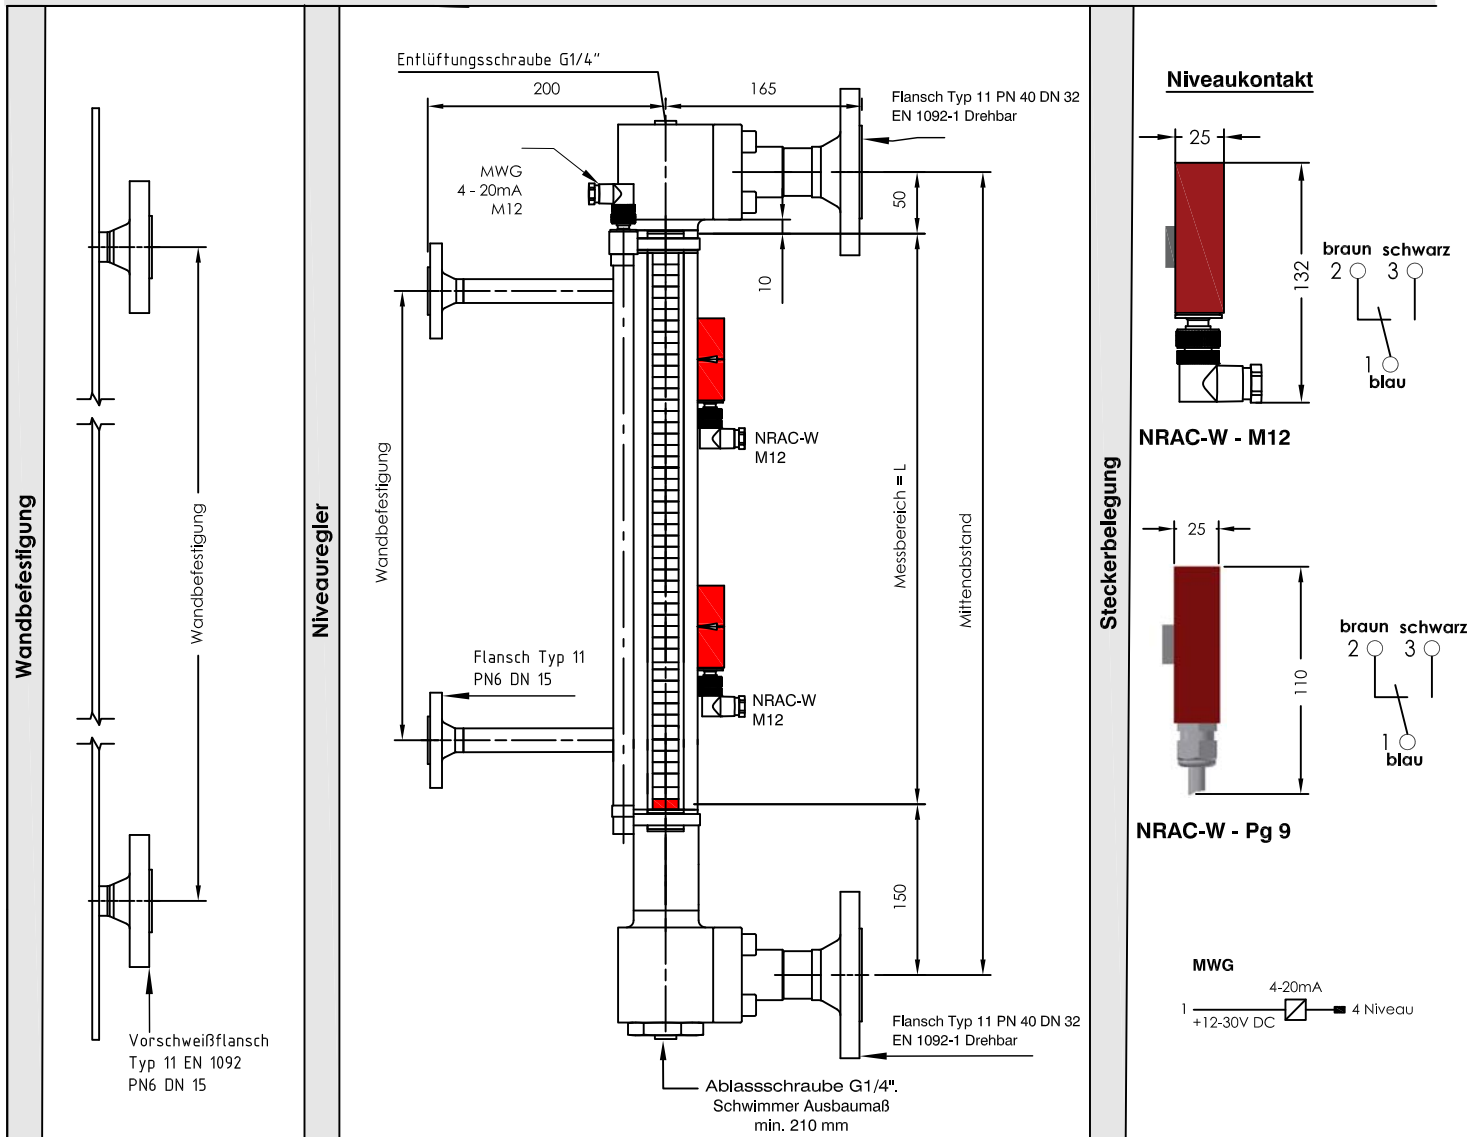 Wandbefestigung
Wandbefestigung
Vorschweißflansch
Typ 11 EN 1092
PN6 DN 15
Niveauregler
Entlüftungsschraube G1/4“
200
165
Flansch Typ 11 PN 40 DN 32
EN 1092-1 Drehbar
MWG
4 - 20mA
M12
50
10
NRAC-W
M12
Wandbefestigung
Messbereich = L
Mittenabstand
Flansch Typ 11
PN6 DN 15
NRAC-W
M12
150
Flansch Typ 11 PN 40 DN 32
EN 1092-1 Drehbar
Ablassschraube G1/4".
Schwimmer Ausbaumaß
min. 210 mm
Steckerbelegung
Niveaukontakt
25
132
braun schwarz
2 3
1
blau
NRAC-W - M12
25
110
braun schwarz
2 3
1
blau
NRAC-W - Pg 9
MWG
4-20mA
1 4 Niveau
+12-30V DC